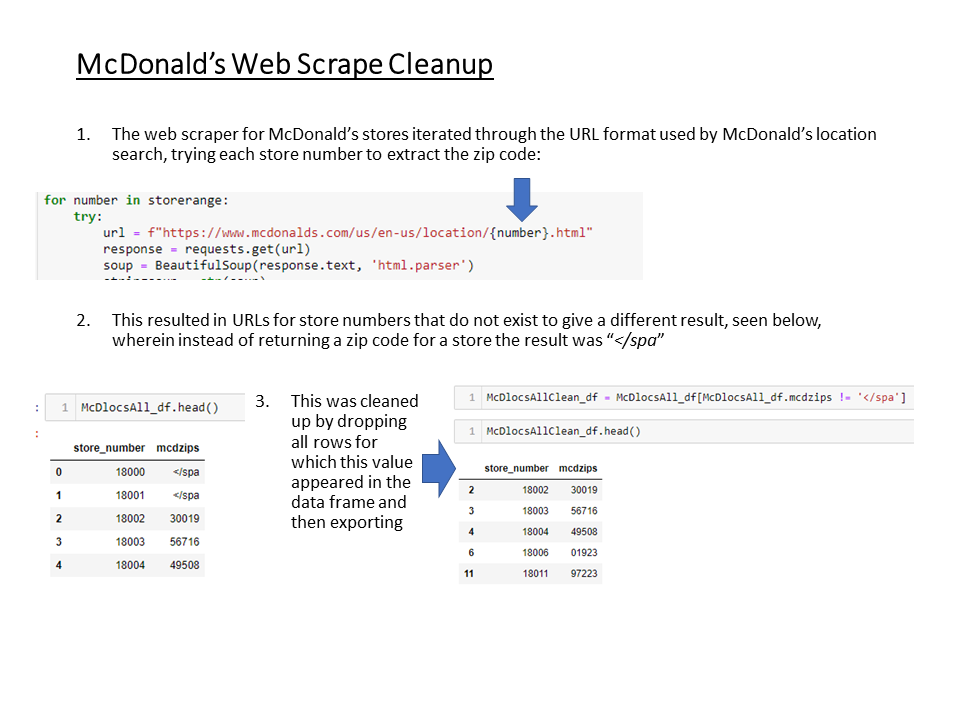 McDonald's Web Scrape Cleanup
1. The web scraper for McDonald's stores iterated through the URL format used by McDonald's location
search, trying each store number to extract the zip code:
for number in storerange:
try:
url = f"https://www.mcdonalds.com/us/en-us/location/{number}.html"
response = requests.get(url)
soup = BeautifulSoup(response.text, 'html.parser')
2. This resulted in URLs for store numbers that do not exist to give a different result, seen below,
wherein instead of returning a zip code for a store the result was "</spa"
: 1 McDlocsAll_df.head()
:
store_number mcdzips
0 18000 </spa
1 18001 </spa
2 18002 30019
3 18003 56716
4 18004 49508
3. This was cleaned
up by dropping
all rows for
which this value
appeared in the
data frame and
then exporting
1 McDlocsAllClean_df = McDlocsAll_df[McDlocsAll_df.mcdzips != '</spa']
1 McDlocsAllClean_df.head()
store_number mcdzips
2 18002 30019
3 18003 56716
4 18004 49508
6 18006 01923
11 18011 97223